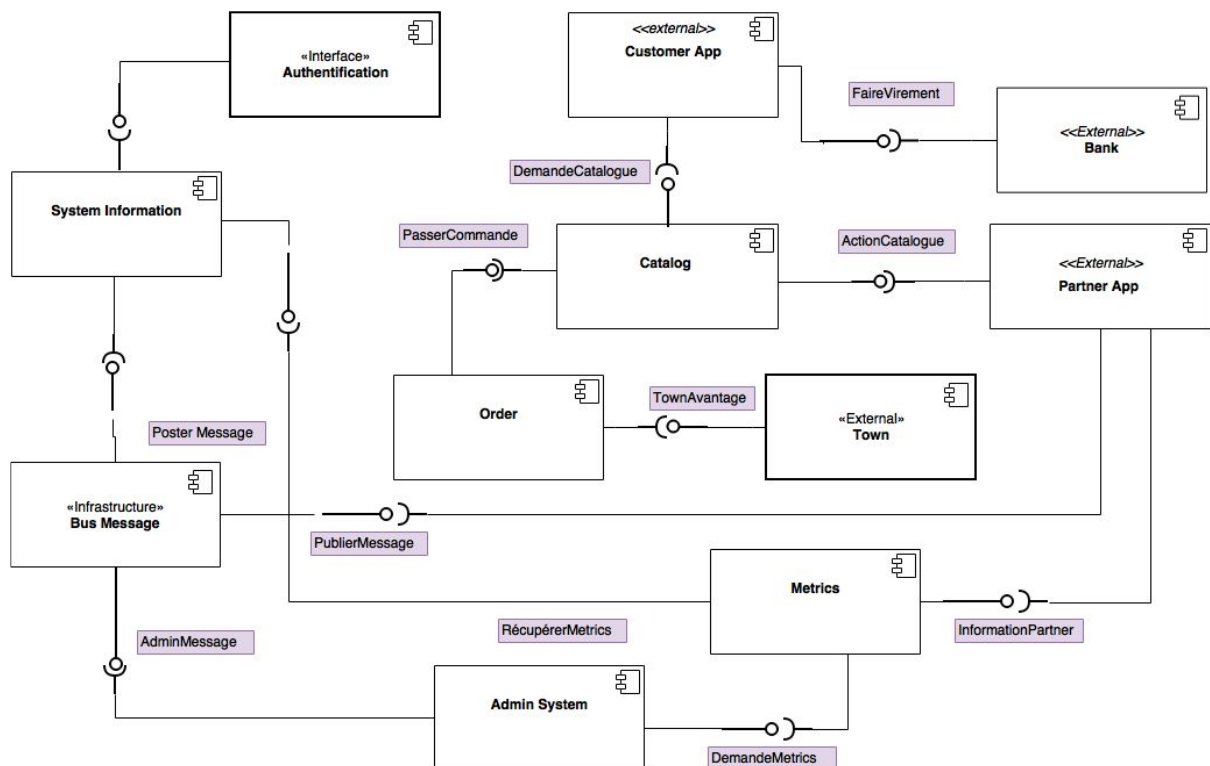 «Interface»
Authentification
<<external>>
Customer App
FaireVirement
<<External>>
Bank
DemandeCatalogue
System Information
PasserCommande
Catalog
ActionCatalogue
<<External>>
Partner App
Order
TownAvantage
«External»
Town
Poster Message
«Infrastructure»
Bus Message
PublierMessage
Metrics
AdminMessage
RécupérerMetrics
InformationPartner
Admin System
DemandeMetrics